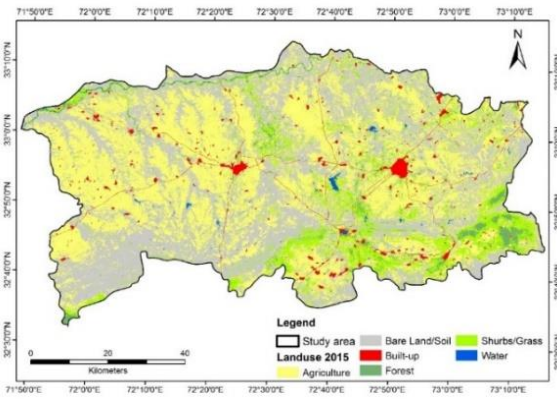 71°50'0"E 72°0'0"E 72°10'0"E 72°20'0"E 72°30'0"E 72°40'0"E 72°50'0"E 73°0'0"E 73°10'0"E
N
33°10'0"N
33°0'0"N
32°50'0"N
32°40'0"N
32°30'0"N
Legend
Study area
Landuse 2015
Agriculture
Bare Land/Soil
Built-up
Forest
Shurbs/Grass
Water
0 20 40
Kilometers
71°50'0"E 72°0'0"E 72°10'0"E 72°20'0"E 72°30'0"E 72°40'0"E 72°50'0"E 73°0'0"E 73°10'0"E